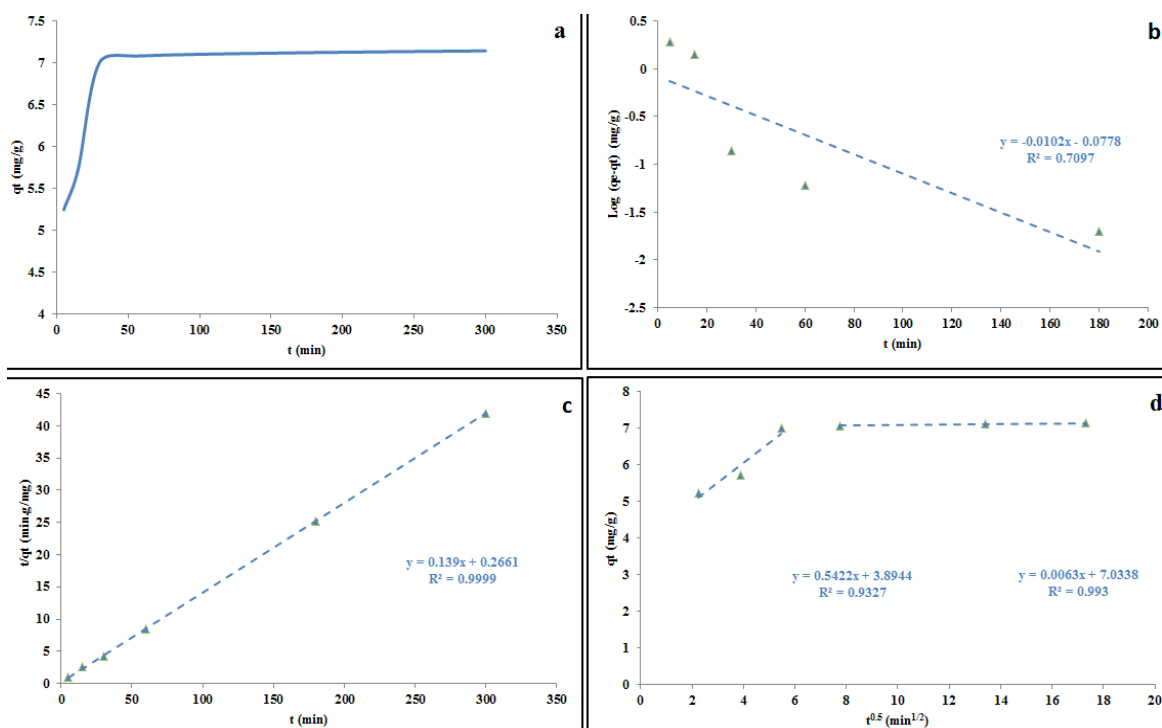 a
7.5
7
6.5
6
5.5
5
4.5
4
qt (mg/g)
0 50 100 150 200 250 300 350
t (min)
b
0.5
0
-0.5
-1
-1.5
-2
-2.5
Log (qe-qt) (mg/g)
y = -0.0102x - 0.0778
R² = 0.7097
0 20 40 60 80 100 120 140 160 180 200
t (min)
c
45
40
35
30
25
20
15
10
5
0
t/qt (min.g/mg)
y = 0.139x + 0.2661
R² = 0.9999
0 50 100 150 200 250 300 350
t (min)
d
8
7
6
5
4
3
2
1
0
qt (mg/g)
y = 0.5422x + 3.8944
R² = 0.9327
y = 0.0063x + 7.0338
R² = 0.993
0 2 4 6 8 10 12 14 16 18 20
t^0.5 (min^1/2)